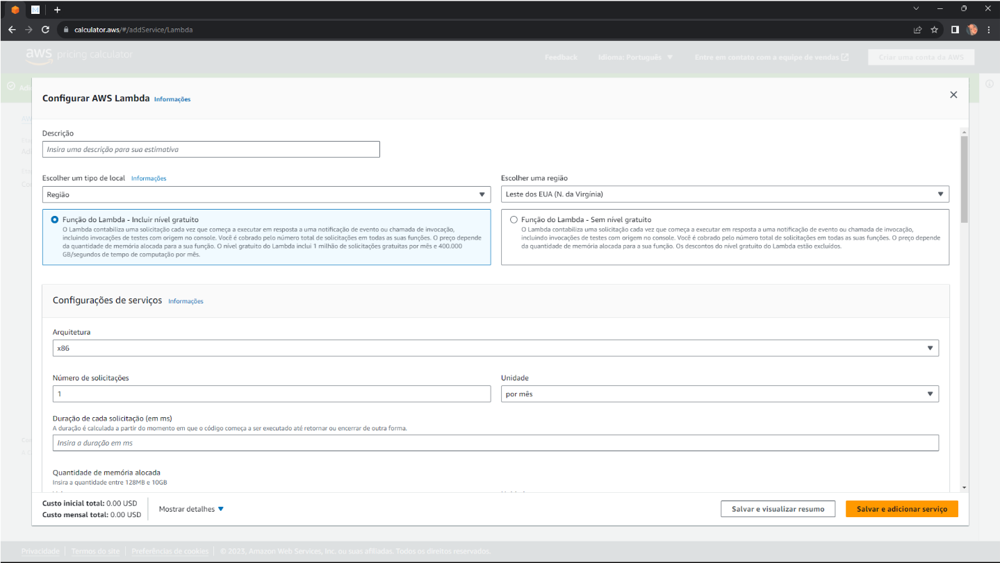 calculator.aws/#/addService/Lambda
aws pricing calculator
Feedback
Idioma: Português
Entre em contato com a equipe de vendas
Criar uma conta da AWS
Configurar AWS Lambda Informações
Descrição
Insira uma descrição para sua estimativa
Escolher um tipo de local Informações
Região
Escolher uma região
Leste dos EUA (N. da Virgínia)
Função do Lambda - Incluir nível gratuito
O Lambda contabiliza uma solicitação cada vez que começa a executar em resposta a uma notificação de evento ou chamada de invocação,
incluindo invocações de testes com origem no console. Você é cobrado pelo número total de solicitações em todas as suas funções. O preço depende
da quantidade de memória alocada para a sua função. O nível gratuito do Lambda inclui 1 milhão de solicitações gratuitas por mês e 400.000
GB/segundos de tempo de computação por mês.
Função do Lambda - Sem nível gratuito
O Lambda contabiliza uma solicitação cada vez que começa a executar em resposta a uma notificação de evento ou chamada de invocação,
incluindo invocações de testes com origem no console. Você é cobrado pelo número total de solicitações em todas as suas funções. O preço depende
da quantidade de memória alocada para a sua função. Os descontos do nível gratuito do Lambda estão excluídos.
Configurações de serviços Informações
Arquitetura
x86
Número de solicitações
1
Unidade
por mês
Duração de cada solicitação (em ms)
A duração é calculada a partir do momento em que o código começa a ser executado até retornar ou encerrar de outra forma.
Insira a duração em ms
Quantidade de memória alocada
Insira a quantidade entre 128MB e 10GB
Custo inicial total: 0.00 USD
Custo mensal total: 0.00 USD
Mostrar detalhes
Salvar e visualizar resumo
Salvar e adicionar serviço
Privacidade
Termos do site
Preferências de cookies
© 2023, Amazon Web Services, Inc. ou suas afiliadas. Todos os direitos reservados.